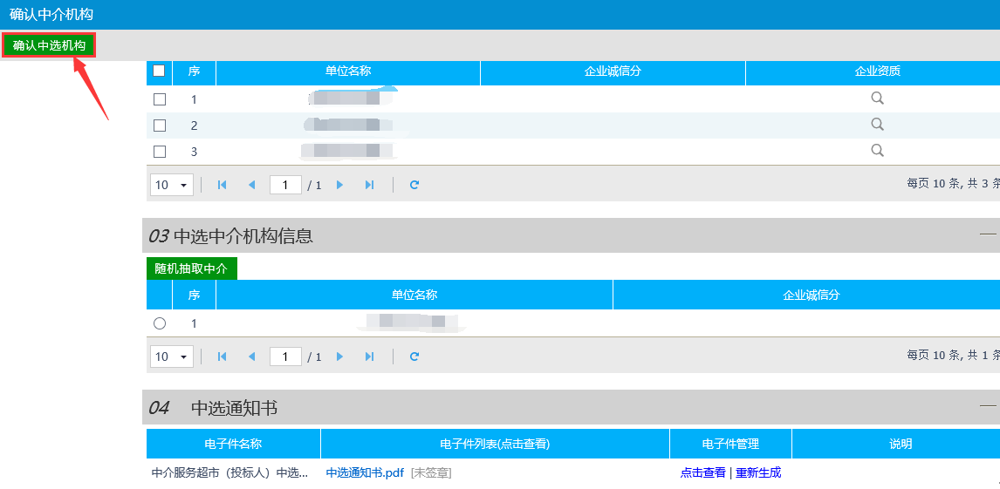 确认中介机构
确认中选机构
序 单位名称 企业诚信分 企业资质
1
2
3
10 1 / 1 每页 10 条, 共 3 条
03 中选中介机构信息
随机抽取中介
序 单位名称 企业诚信分
1
10 1 / 1 每页 10 条, 共 1 条
04 中选通知书
电子件名称 电子件列表(点击查看) 电子件管理 说明
中介服务超市（投标人）中选... 中选通知书.pdf [未签章] 点击查看 | 重新生成